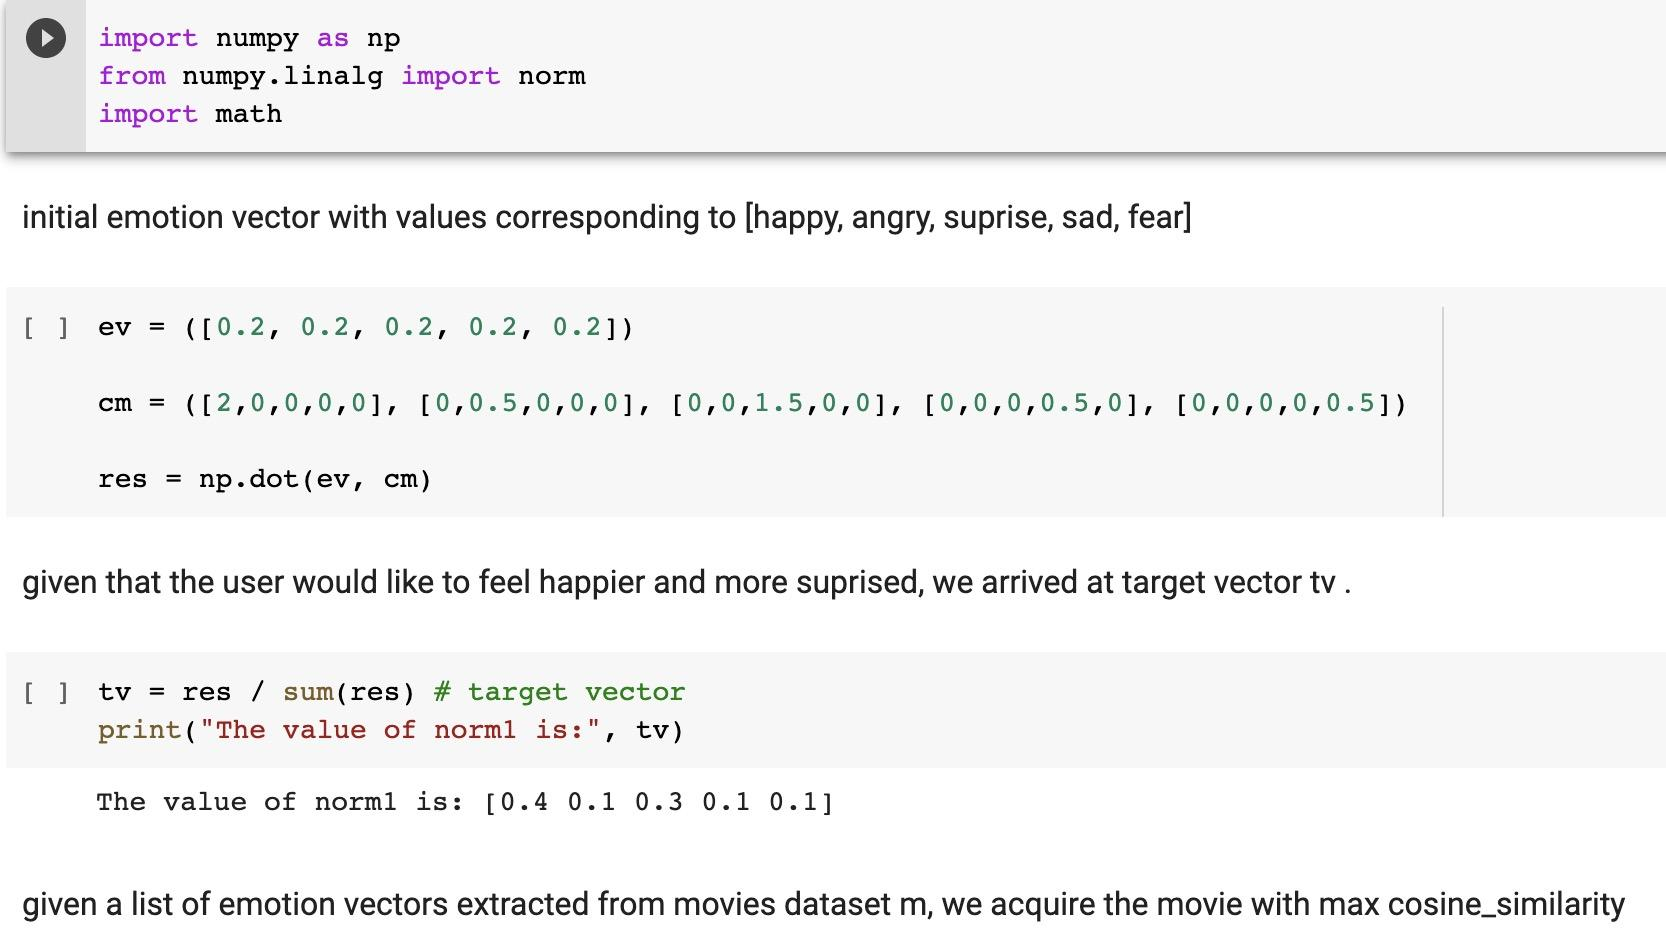 import numpy as np
from numpy.linalg import norm
import math
initial emotion vector with values corresponding to [happy, angry, suprise, sad, fear]
[ ] ev = ([0.2, 0.2, 0.2, 0.2, 0.2])
cm = ([2,0,0,0,0], [0,0.5,0,0,0], [0,0,1.5,0,0], [0,0,0,0.5,0], [0,0,0,0,0.5])
res = np.dot(ev, cm)
given that the user would like to feel happier and more suprised, we arrived at target vector tv .
[ ] tv = res / sum(res) # target vector
print("The value of norm1 is:", tv)
The value of norm1 is: [0.4 0.1 0.3 0.1 0.1]
given a list of emotion vectors extracted from movies dataset m, we acquire the movie with max cosine_similarity